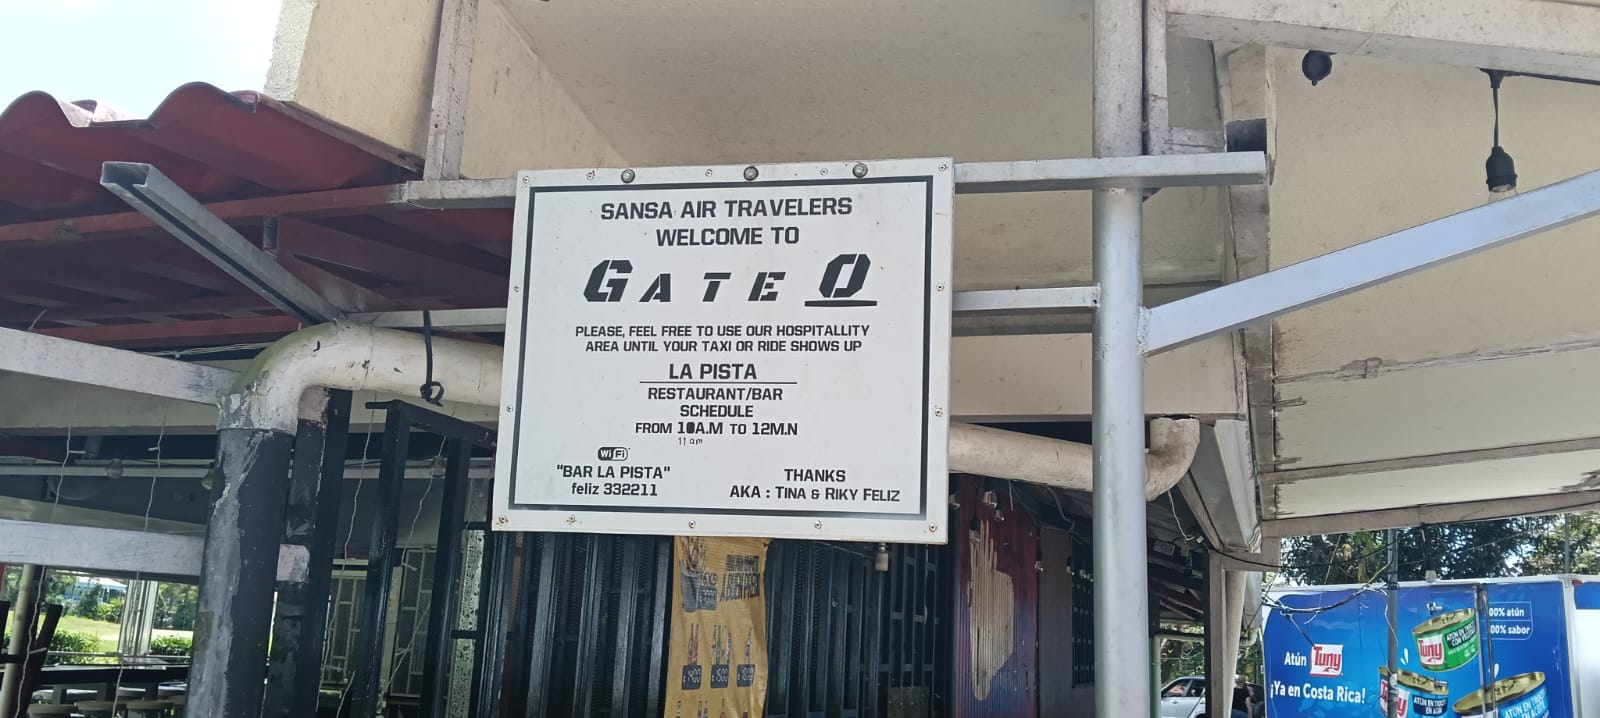 SANSA AIR TRAVELERS
WELCOME TO
GATE 0
PLEASE, FEEL FREE TO USE OUR HOSPITALLITY
AREA UNTIL YOUR TAXI OR RIDE SHOWS UP
LA PISTA
RESTAURANT/BAR
SCHEDULE
FROM 10A.M TO 12M.N
11 am
WiFi
"BAR LA PISTA"
feliz 332211
THANKS
AKA : TINA & RIKY FELIZ
100% atún
100% sabor
Atún Tuny
¡Ya en Costa Rica!
Tuny